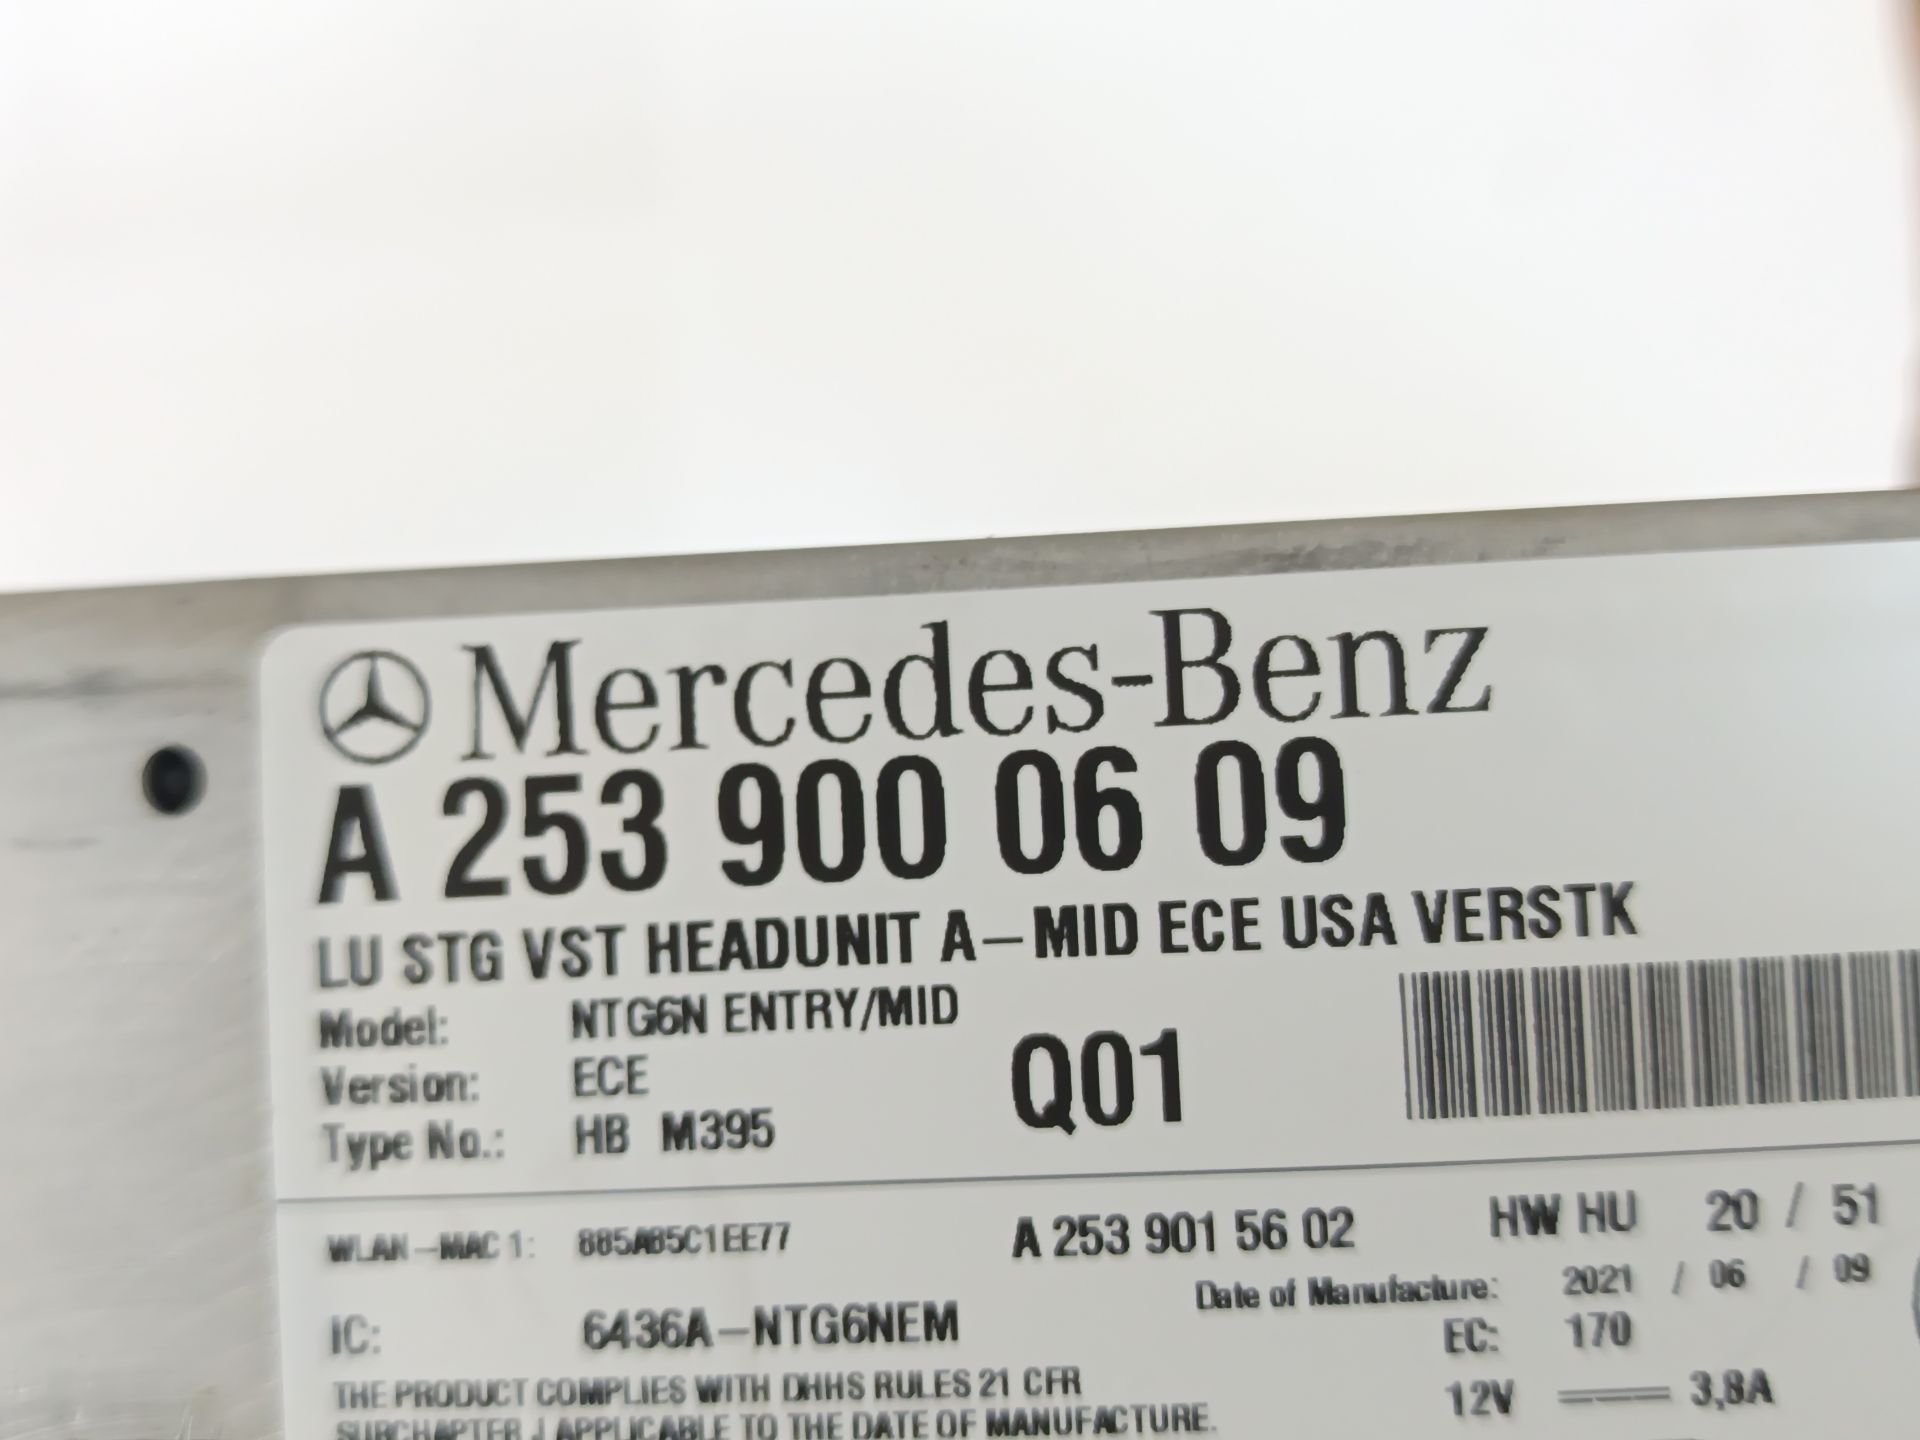 Mercedes-Benz
A 253 900 06 09
LU STG VST HEADUNIT A-MID ECE USA VERSTK
Model: NTG6N ENTRY/MID
Version: ECE
Type No.: HB M395
Q01
WLAN-MAC 1: 885A85C1EE77
A 253 901 56 02
HW HU 20 / 51
Date of Manufacture: 2021 / 06 / 09
IC: 6436A-NTG6NEM
EC: 170
THE PRODUCT COMPLIES WITH DHHS RULES 21 CFR
SURCHAPTER J APPLICABLE TO THE DATE OF MANUFACTURE.
12V 3,8A